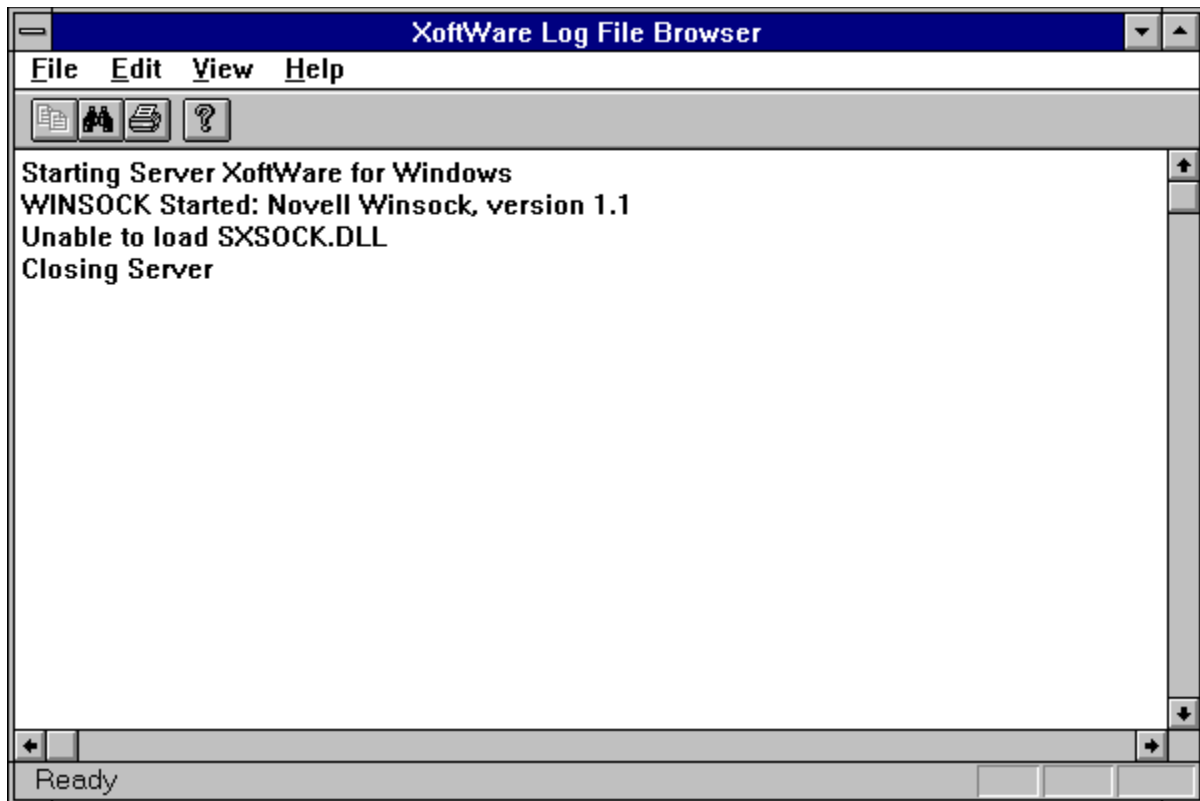 XoftWare Log File Browser
File Edit View Help
?
Starting Server XoftWare for Windows
WINSOCK Started: Novell Winsock, version 1.1
Unable to load SXSOCK.DLL
Closing Server
Ready